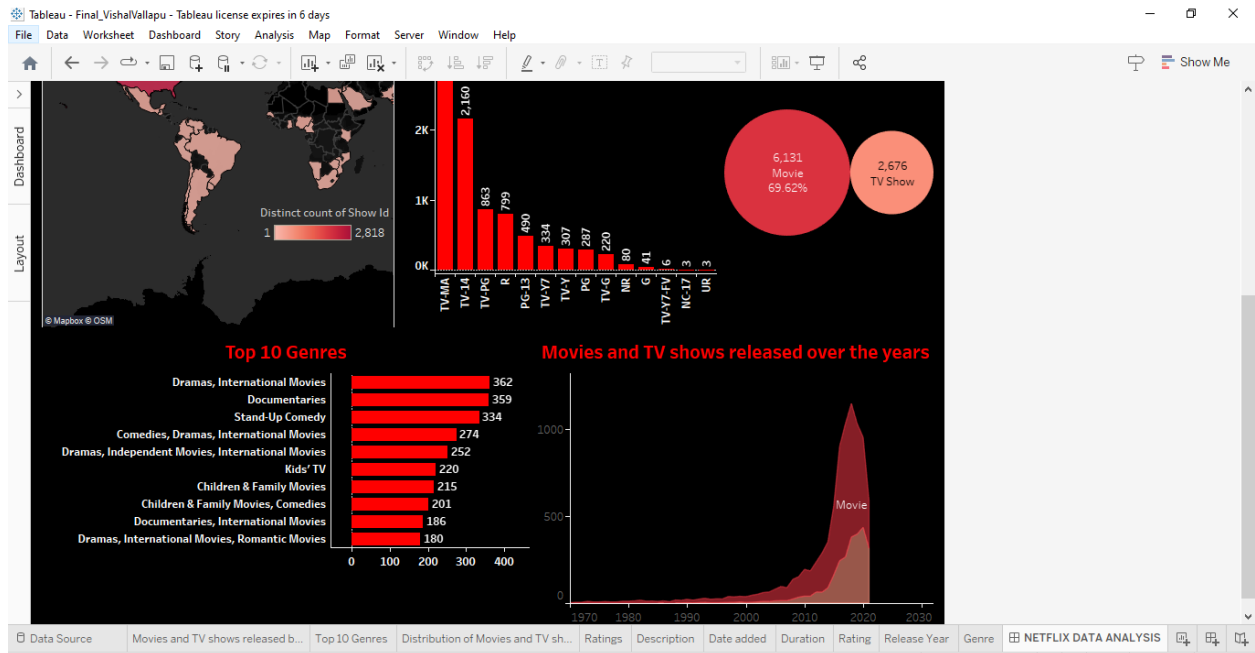 Tableau - Final_VishalVallapu - Tableau license expires in 6 days
File Data Worksheet Dashboard Story Analysis Map Format Server Window Help
Show Me
Dashboard
Layout
Distinct count of Show Id
1 2,818
© Mapbox © OSM
2K
1K
0K
2,160
863
799
490
334
307
287
220
80
41
6
3
3
TV-MA
TV-14
TV-PG
R
PG-13
TV-Y7
TV-Y
PG
TV-G
NR
G
TV-Y7-FV
NC-17
UR
6,131
Movie
69.62%
2,676
TV Show
Top 10 Genres
Dramas, International Movies 362
Documentaries 359
Stand-Up Comedy 334
Comedies, Dramas, International Movies 274
Dramas, Independent Movies, International Movies 252
Kids' TV 220
Children & Family Movies 215
Children & Family Movies, Comedies 201
Documentaries, International Movies 186
Dramas, International Movies, Romantic Movies 180
0 100 200 300 400
Movies and TV shows released over the years
1000
500
0
Movie
1970 1980 1990 2000 2010 2020 2030
Data Source Movies and TV shows released b... Top 10 Genres Distribution of Movies and TV sh... Ratings Description Date added Duration Rating Release Year Genre NETFLIX DATA ANALYSIS